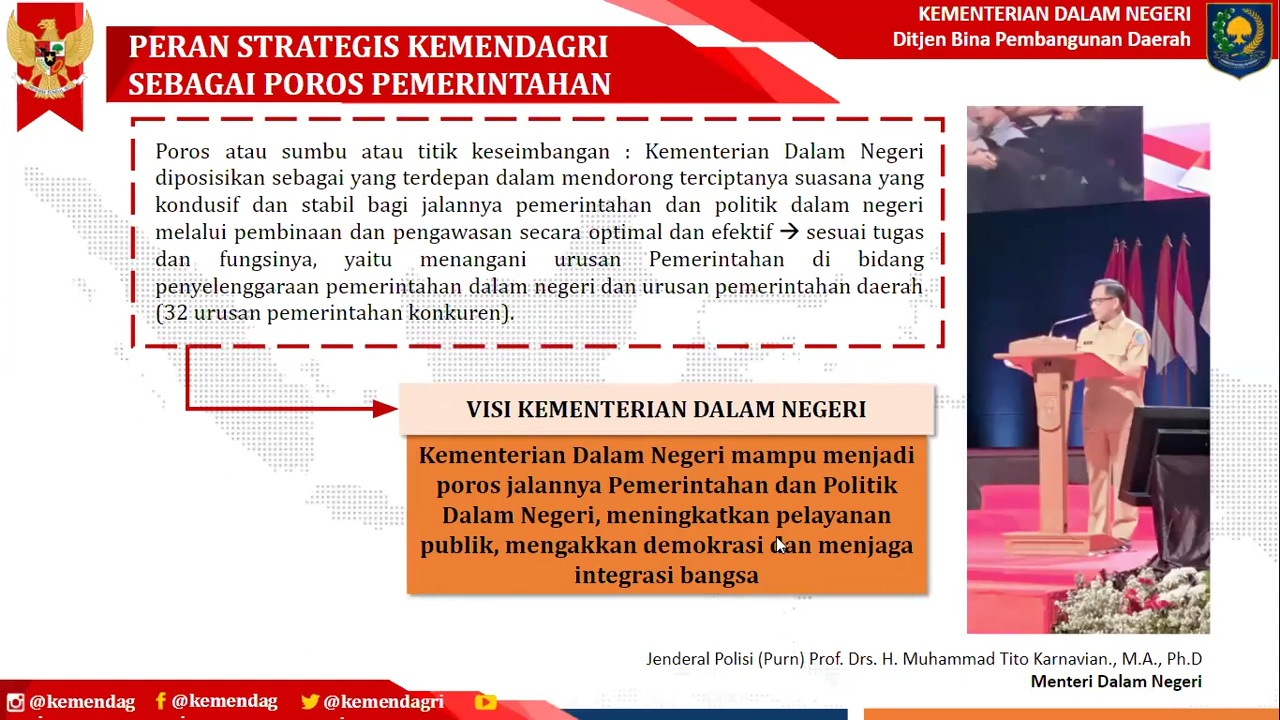 KEMENTERIAN DALAM NEGERI
Ditjen Bina Pembangunan Daerah
PERAN STRATEGIS KEMENDAGRI
SEBAGAI POROS PEMERINTAHAN
Poros atau sumbu atau titik keseimbangan : Kementerian Dalam Negeri
diposisikan sebagai yang terdepan dalam mendorong terciptanya suasana yang
kondusif dan stabil bagi jalannya pemerintahan dan politik dalam negeri
melalui pembinaan dan pengawasan secara optimal dan efektif → sesuai tugas
dan fungsinya, yaitu menangani urusan Pemerintahan di bidang
penyelenggaraan pemerintahan dalam negeri dan urusan pemerintahan daerah
(32 urusan pemerintahan konkuren).
VISI KEMENTERIAN DALAM NEGERI
Kementerian Dalam Negeri mampu menjadi
poros jalannya Pemerintahan dan Politik
Dalam Negeri, meningkatkan pelayanan
publik, mengakkan demokrasi dan menjaga
integrasi bangsa
Jenderal Polisi (Purn) Prof. Drs. H. Muhammad Tito Karnavian., M.A., Ph.D
Menteri Dalam Negeri
@kemendag @kemendag @kemendagri